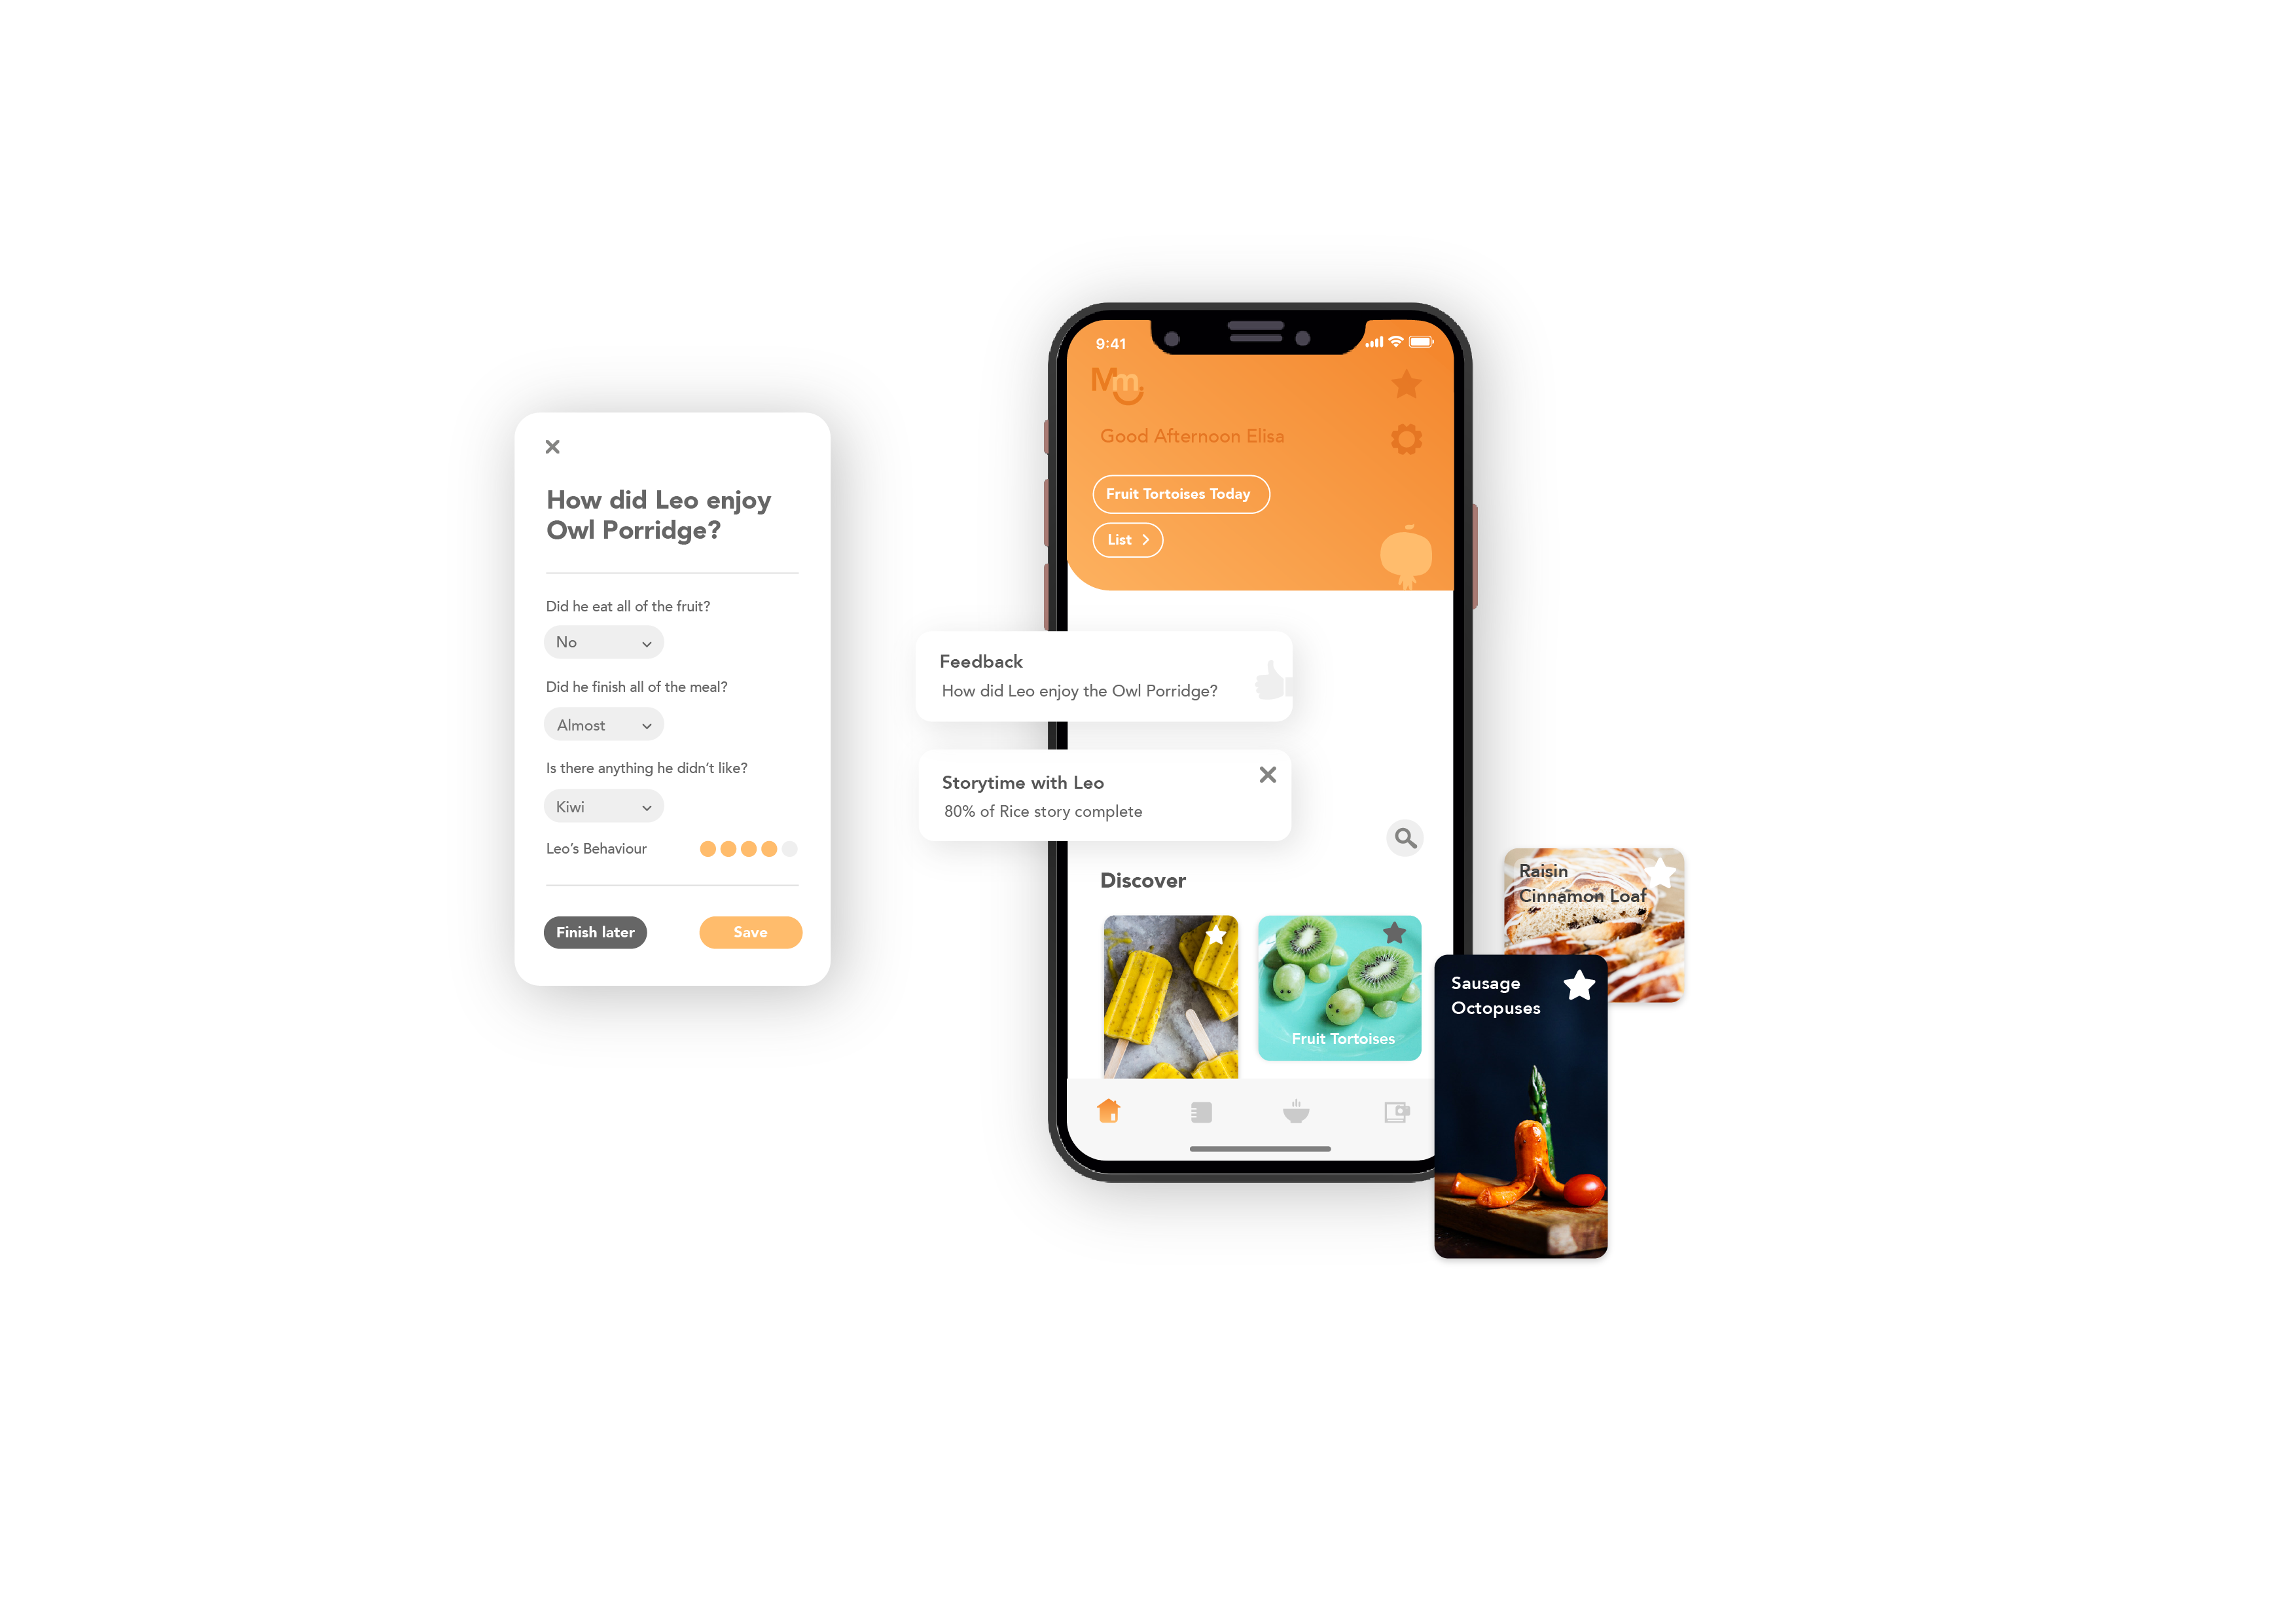 How did Leo enjoy
Owl Porridge?
Did he eat all of the fruit?
No
Did he finish all of the meal?
Almost
Is there anything he didn’t like?
Kiwi
Leo’s Behaviour
Finish later
Save
9:41
Mm
Good Afternoon Elisa
Fruit Tortoises Today
List
Feedback
How did Leo enjoy the Owl Porridge?
Storytime with Leo
80% of Rice story complete
Discover
Fruit Tortoises
Raisin
Cinnamon Loaf
Sausage
Octopuses